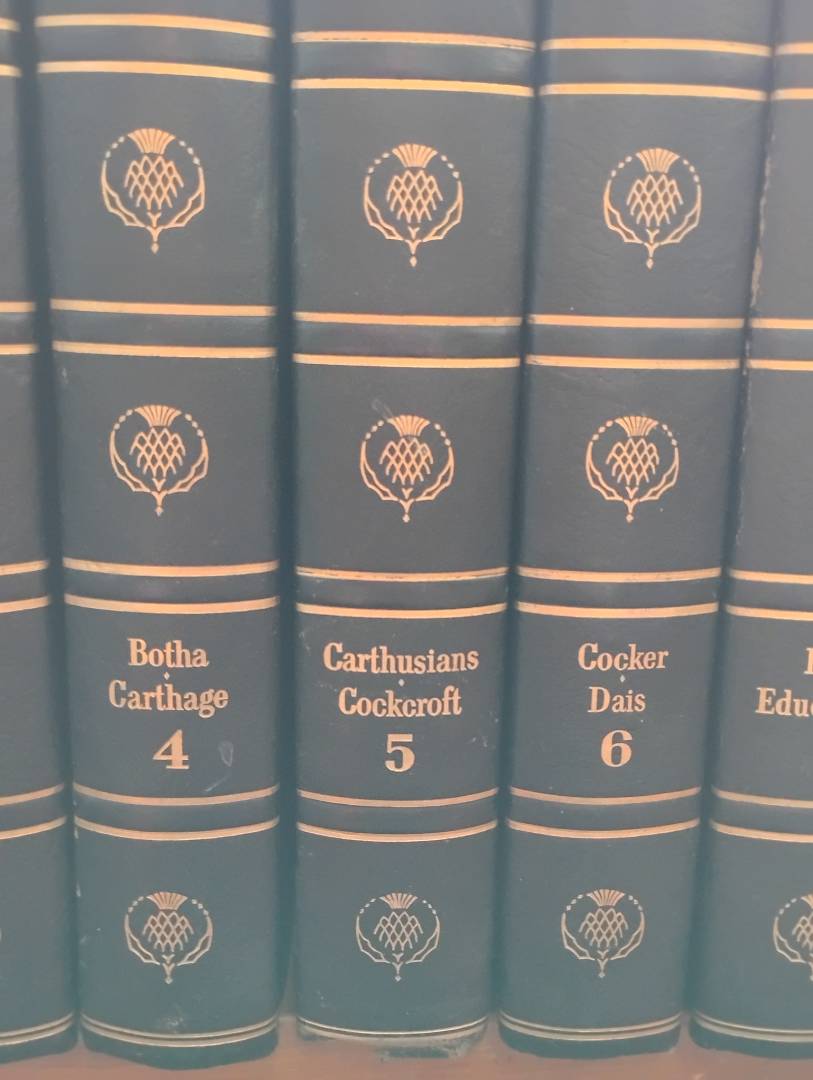 Botha
Carthage
4
Carthusians
Cockcroft
5
Cocker
Dais
6